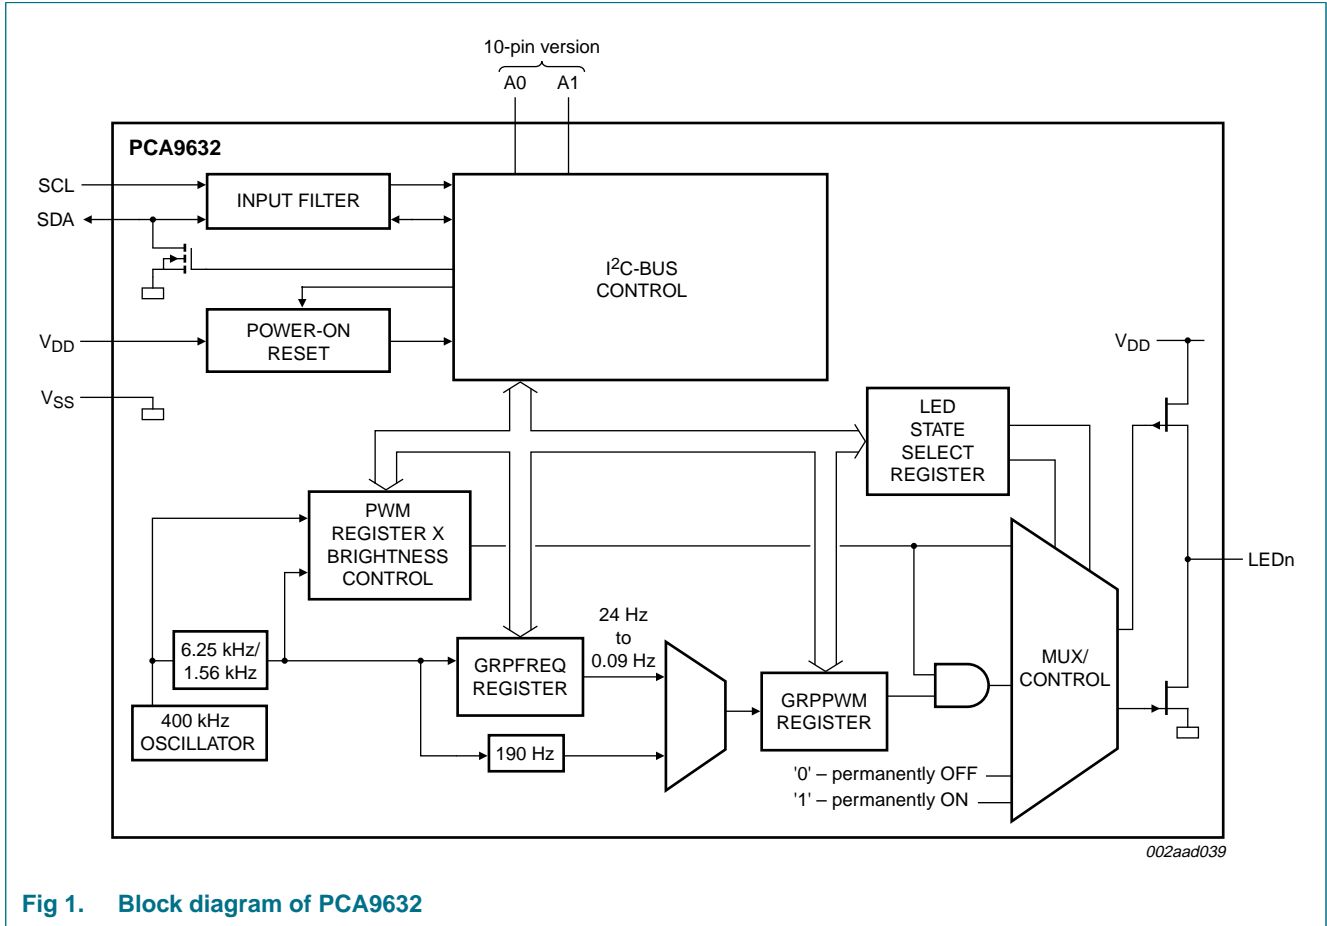 10-pin version
A0 A1
PCA9632
SCL
SDA
INPUT FILTER
I2C-BUS
CONTROL
POWER-ON
RESET
VDD
VSS
VDD
LED
STATE
SELECT
REGISTER
PWM
REGISTER X
BRIGHTNESS
CONTROL
LEDn
24 Hz
to
0.09 Hz
6.25 kHz/
1.56 kHz
GRPFREQ
REGISTER
MUX/
CONTROL
GRPPWM
REGISTER
400 kHz
OSCILLATOR
190 Hz
'0' – permanently OFF
'1' – permanently ON
002aad039
Fig 1. Block diagram of PCA9632